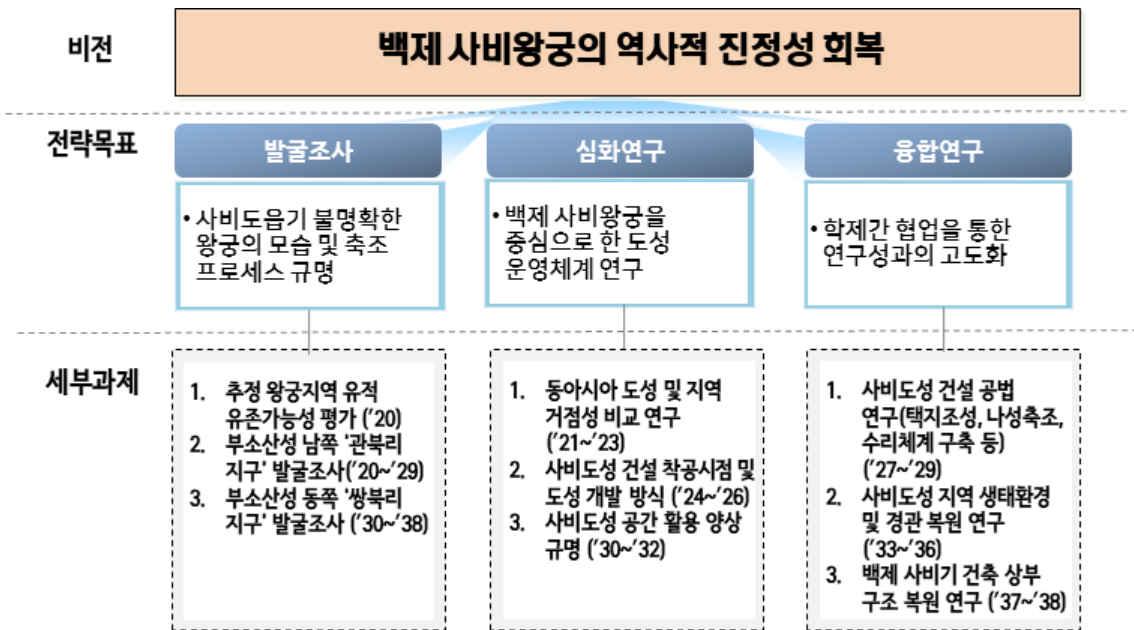 비전
백제 사비왕궁의 역사적 진정성 회복
전략목표
발굴조사
• 사비도읍기 불명확한
왕궁의 모습 및 축조
프로세스 규명
심화연구
• 백제 사비왕궁을
중심으로 한 도성
운영체계 연구
융합연구
• 학제간 협업을 통한
연구성과의 고도화
세부과제
1. 추정 왕궁지역 유적
유존가능성 평가 (′20)
2. 부소산성 남쪽 '관북리
지구' 발굴조사(′20~′29)
3. 부소산성 동쪽 '쌍북리
지구' 발굴조사 (′30~′38)
1. 동아시아 도성 및 지역
거점성 비교 연구
(′21~′23)
2. 사비도성 건설 착공시점 및
도성 개발 방식 (′24~′26)
3. 사비도성 공간 활용 양상
규명 (′30~′32)
1. 사비도성 건설 공법
연구(택지조성, 나성축조,
수리체계 구축 등)
(′27~′29)
2. 사비도성 지역 생태환경
및 경관 복원 연구
(′33~′36)
3. 백제 사비기 건축 상부
구조 복원 연구 (′37~′38)